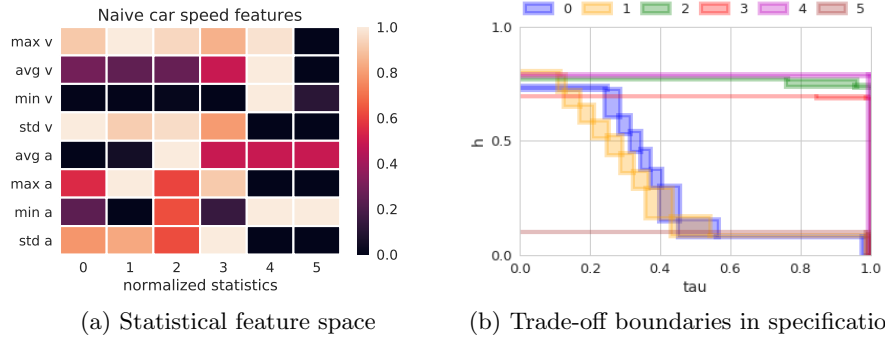 Naive car speed features
max v
avg v
min v
std v
avg a
max a
min a
std a
0 1 2 3 4 5
normalized statistics
1.0
0.8
0.6
0.4
0.2
0.0
(a) Statistical feature space
0 1 2 3 4 5
1.0
0.5
0.0
h
0.0 0.2 0.4 0.6 0.8 1.0
tau
(b) Trade-off boundaries in specificatio